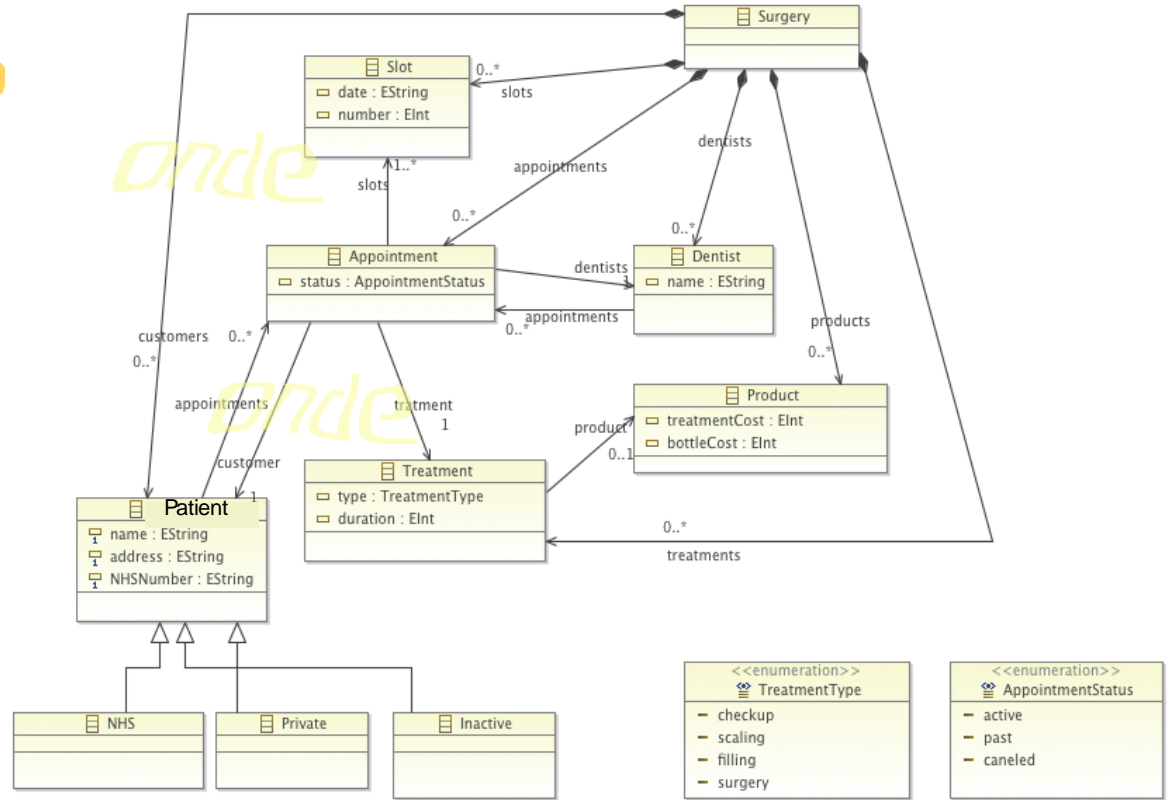 Surgery
Slot
date : EString
number : EInt
0..*
slots
dentists
appointments
1..*
slots
0..*
0..*
Appointment
status : AppointmentStatus
dentists
1
Dentist
name : EString
appointments
0..*
customers
0..*
0..*
products
0..*
appointments
tratment
1
customer
1
product
0..1
Product
treatmentCost : EInt
bottleCost : EInt
Treatment
type : TreatmentType
duration : EInt
0..*
treatments
Patient
name : EString
address : EString
NHSNumber : EString
NHS
Private
Inactive
<<enumeration>>
TreatmentType
checkup
scaling
filling
surgery
<<enumeration>>
AppointmentStatus
active
past
caneled
onde
onde